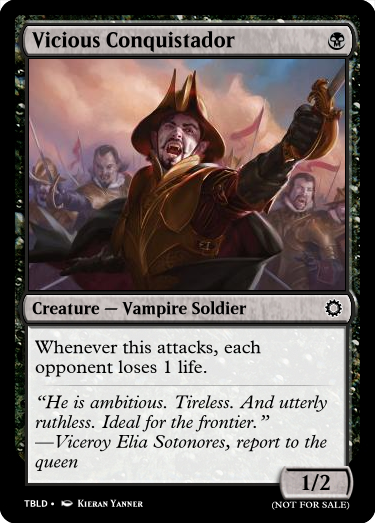 Vicious Conquistador
Creature — Vampire Soldier
Whenever this attacks, each
opponent loses 1 life.
“He is ambitious. Tireless. And utterly
ruthless. Ideal for the frontier.”
—Viceroy Elia Sotonores, report to the
queen
1/2
TBLD • Kieran Yanner
(NOT FOR SALE)